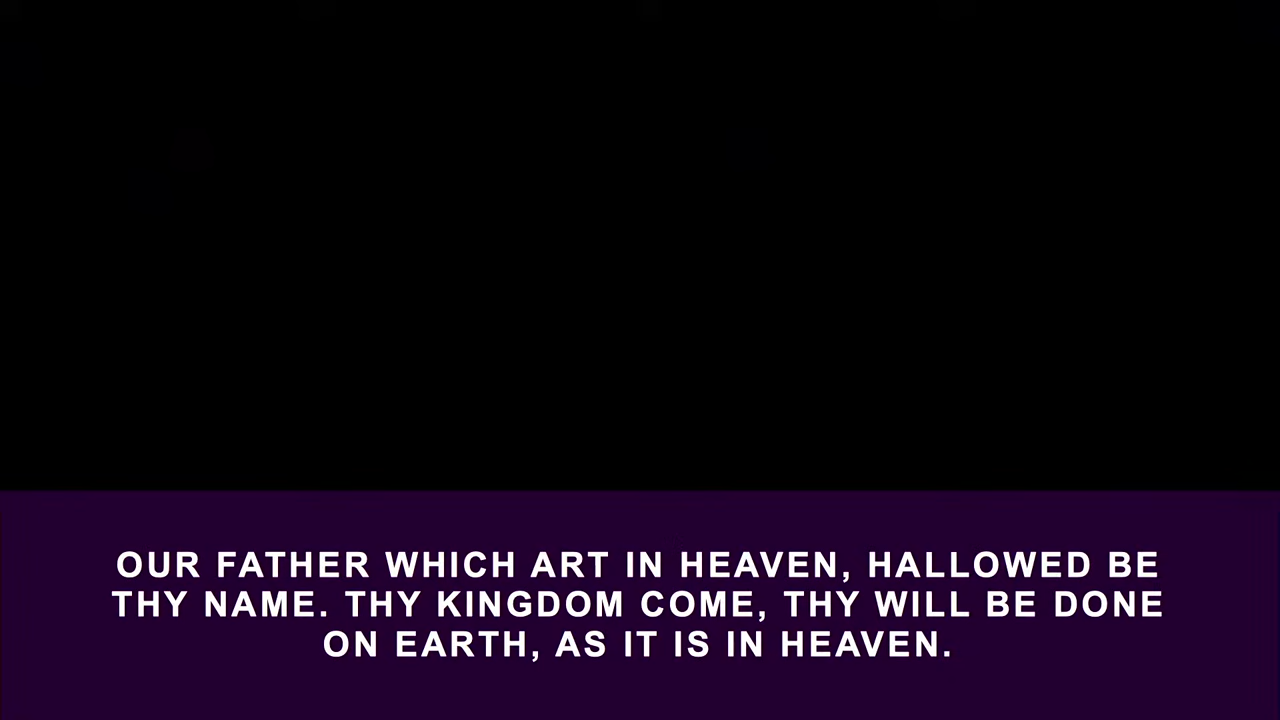 OUR FATHER WHICH ART IN HEAVEN, HALLOWED BE
THY NAME. THY KINGDOM COME, THY WILL BE DONE
ON EARTH, AS IT IS IN HEAVEN.